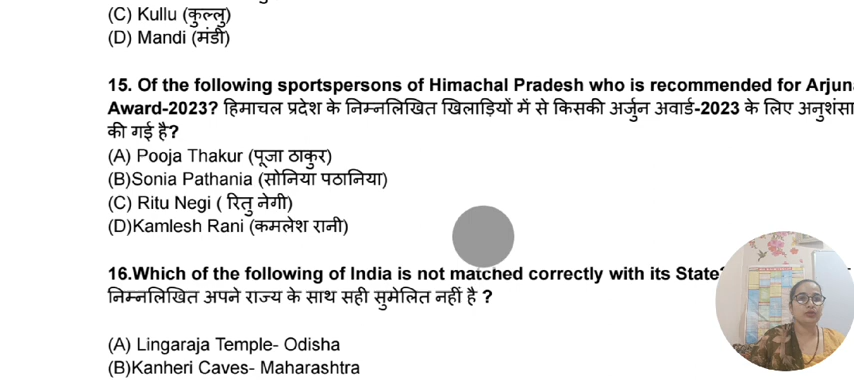 (C) Kullu (कुल्लु)
(D) Mandi (मंडी)
15. Of the following sportspersons of Himachal Pradesh who is recommended for Arjun
Award-2023? हिमाचल प्रदेश के निम्नलिखित खिलाड़ियों में से किसकी अर्जुन अवार्ड-2023 के लिए अनुशंसा
की गई है?
(A) Pooja Thakur (पूजा ठाकुर)
(B)Sonia Pathania (सोनिया पठानिया)
(C) Ritu Negi ( रितु नेगी)
(D)Kamlesh Rani (कमलेश रानी)
16.Which of the following of India is not matched correctly with its State?
निम्नलिखित अपने राज्य के साथ सही सुमेलित नहीं है ?
(A) Lingaraja Temple- Odisha
(B)Kanheri Caves- Maharashtra